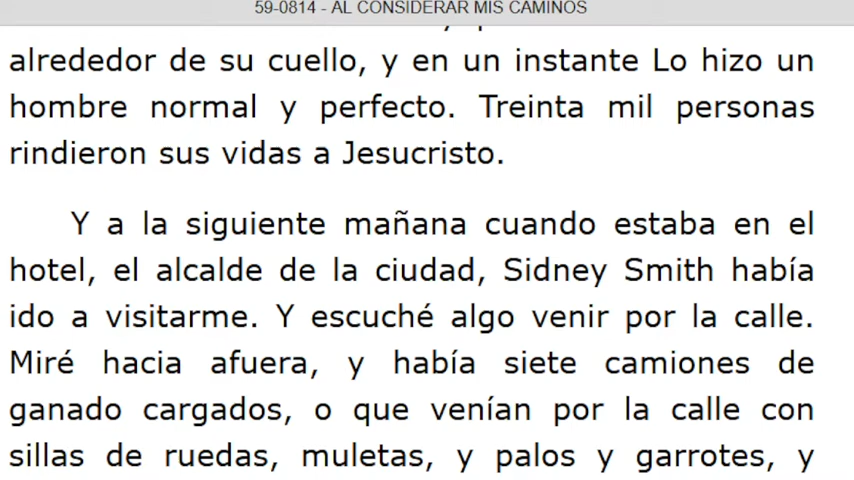 59-0814 - AL CONSIDERAR MIS CAMINOS
alrededor de su cuello, y en un instante Lo hizo un
hombre normal y perfecto. Treinta mil personas
rindieron sus vidas a Jesucristo.
Y a la siguiente mañana cuando estaba en el
hotel, el alcalde de la ciudad, Sidney Smith había
ido a visitarme. Y escuché algo venir por la calle.
Miré hacia afuera, y había siete camiones de
ganado cargados, o que venían por la calle con
sillas de ruedas, muletas, y palos y garrotes, y